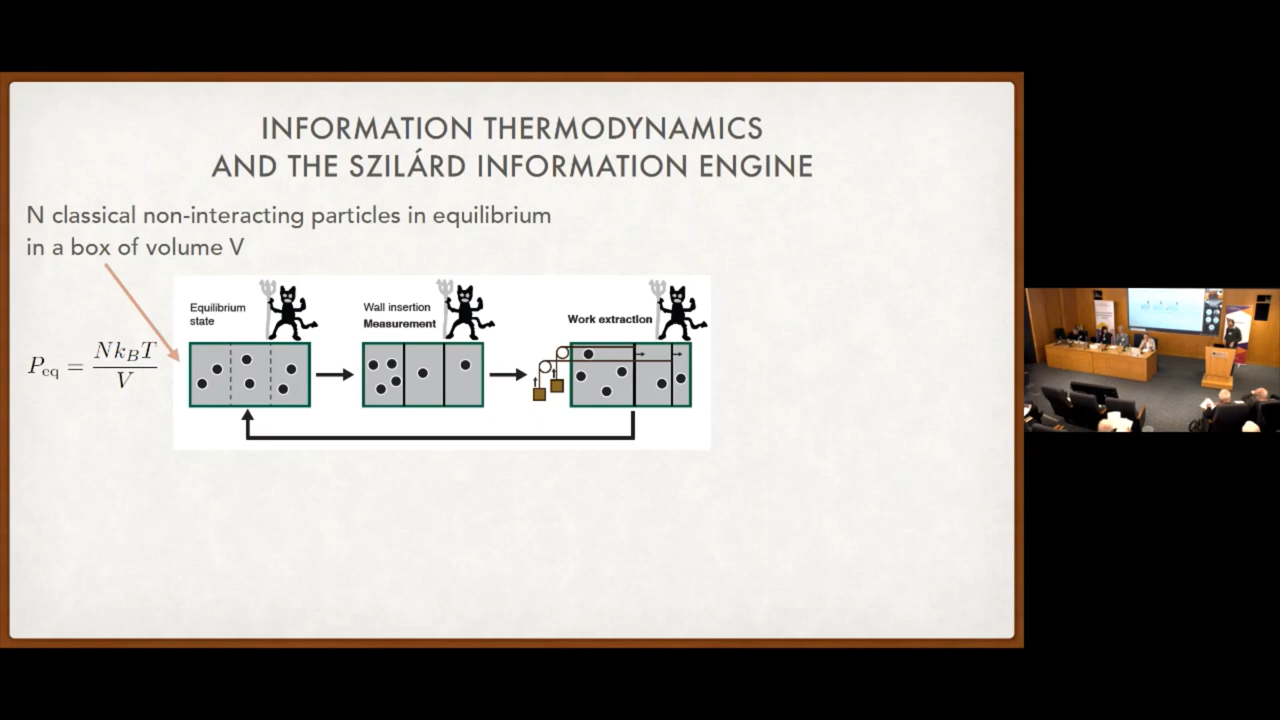 INFORMATION THERMODYNAMICS
AND THE SZILÁRD INFORMATION ENGINE
N classical non-interacting particles in equilibrium
in a box of volume V
Equilibrium
state
Wall insertion
Measurement
Work extraction
P_eq = Nk_BT / V